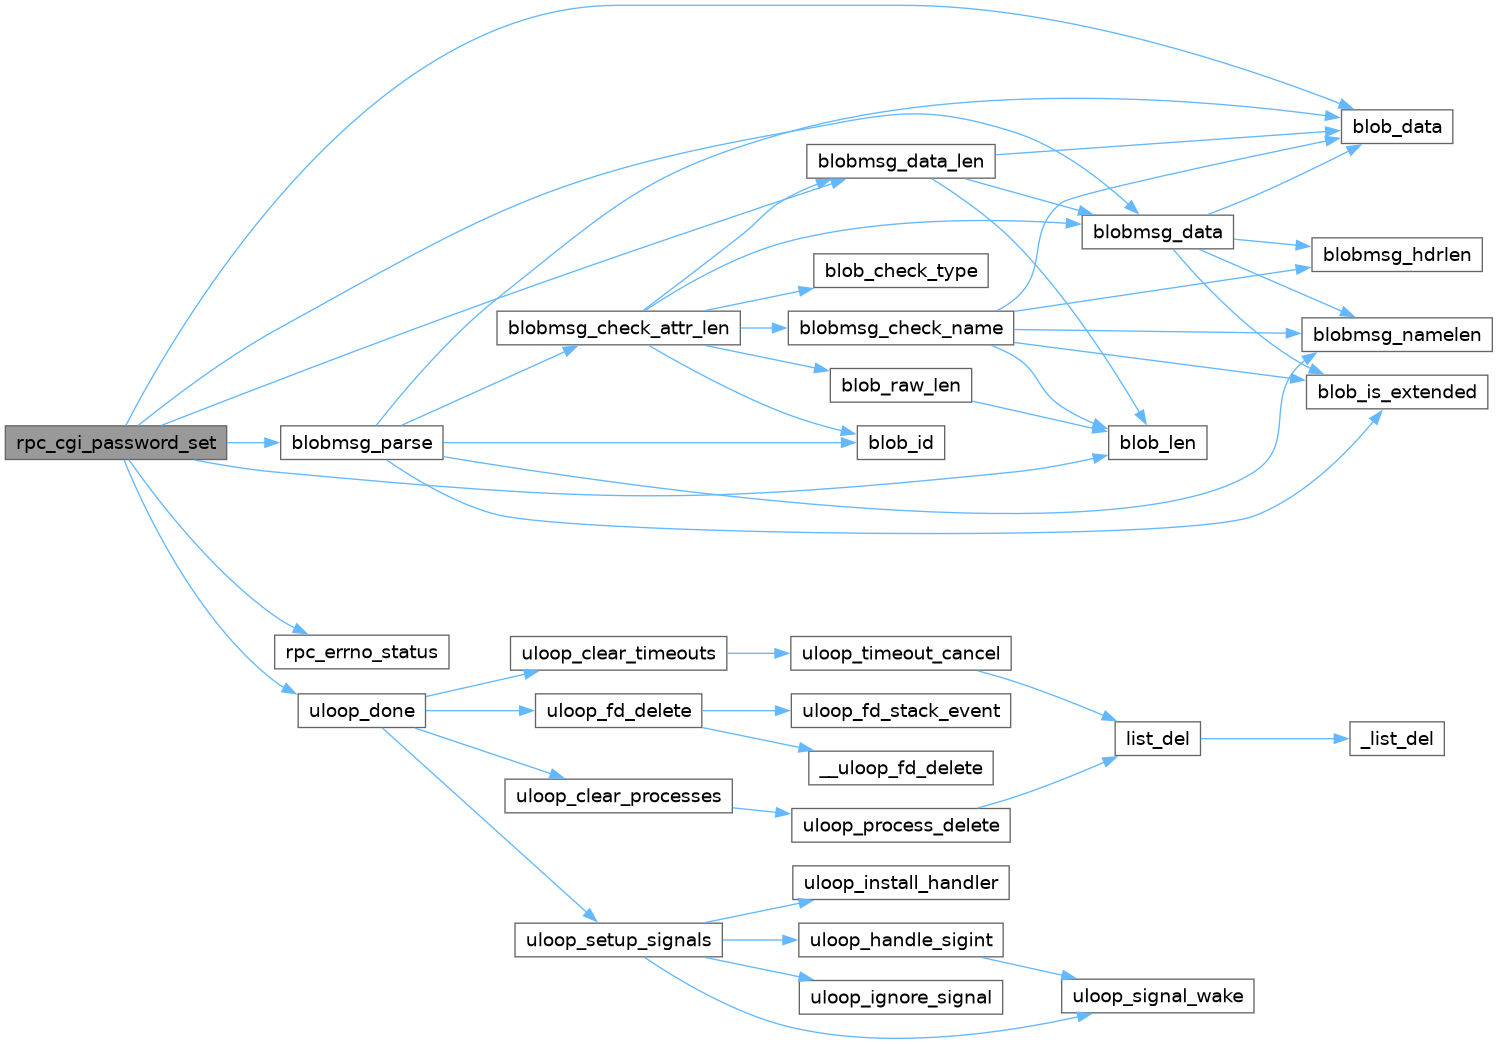 blob_data
blobmsg_data_len
blobmsg_data
blobmsg_hdrlen
blob_check_type
blobmsg_check_attr_len
blobmsg_check_name
blobmsg_namelen
blob_raw_len
blob_is_extended
rpc_cgi_password_set
blobmsg_parse
blob_id
blob_len
rpc_errno_status
uloop_clear_timeouts
uloop_timeout_cancel
uloop_done
uloop_fd_delete
uloop_fd_stack_event
list_del
_list_del
__uloop_fd_delete
uloop_clear_processes
uloop_process_delete
uloop_install_handler
uloop_setup_signals
uloop_handle_sigint
uloop_ignore_signal
uloop_signal_wake